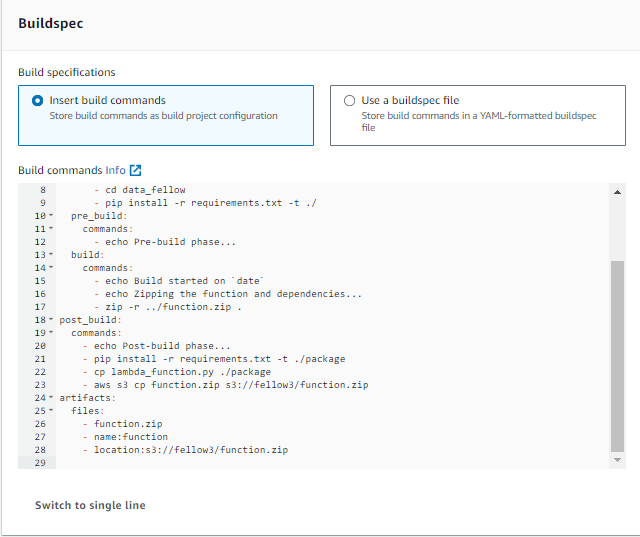 Buildspec
Build specifications
Insert build commands
Store build commands as build project configuration
Use a buildspec file
Store build commands in a YAML-formatted buildspec
file
Build commands Info
8 - cd data_fellow
9 - pip install -r requirements.txt -t ./
10 pre_build:
11 commands:
12 - echo Pre-build phase...
13 build:
14 commands:
15 - echo Build started on `date`
16 - echo Zipping the function and dependencies...
17 - zip -r ../function.zip .
18 post_build:
19 commands:
20 - echo Post-build phase...
21 - pip install -r requirements.txt -t ./package
22 - cp lambda_function.py ./package
23 - aws s3 cp function.zip s3://fellow3/function.zip
24 artifacts:
25 files:
26 - function.zip
27 - name:function
28 - location:s3://fellow3/function.zip
29
Switch to single line